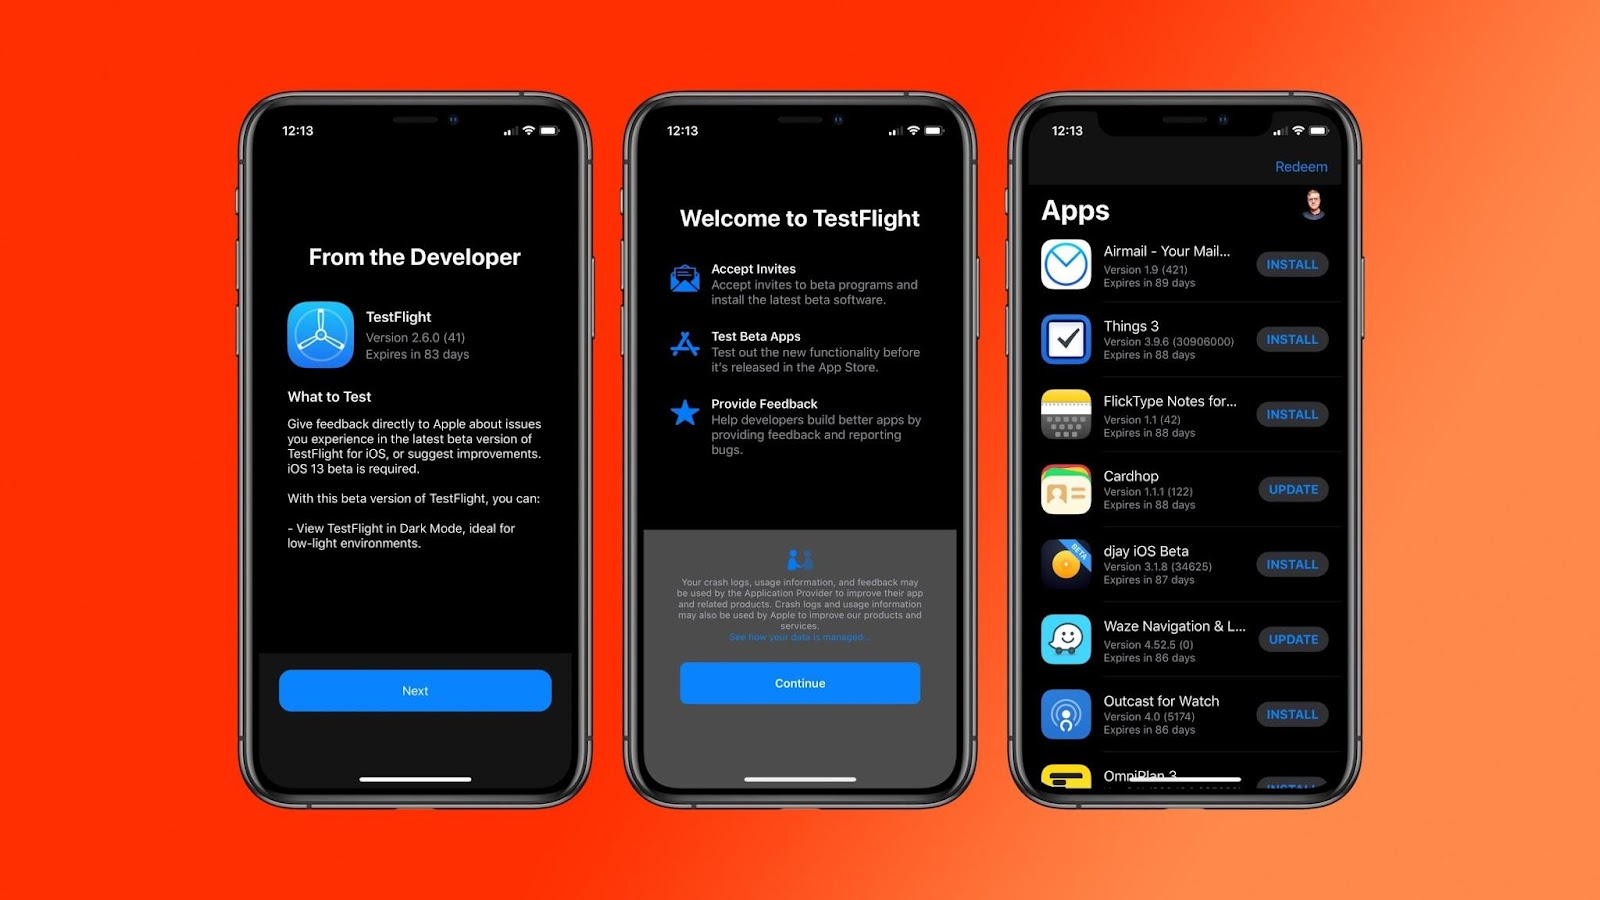 12:13
From the Developer
TestFlight
Version 2.6.0 (41)
Expires in 83 days
What to Test
Give feedback directly to Apple about issues
you experience in the latest beta version of
TestFlight for iOS, or suggest improvements.
iOS 13 beta is required.
With this beta version of TestFlight, you can:
- View TestFlight in Dark Mode, ideal for
low-light environments.
Next
12:13
Welcome to TestFlight
Accept Invites
Accept invites to beta programs and
install the latest beta software.
Test Beta Apps
Test out the new functionality before
it's released in the App Store.
Provide Feedback
Help developers build better apps by
providing feedback and reporting
bugs.
Your crash logs, usage information, and feedback may
be used by the Application Provider to improve their app
and related products. Crash logs and usage information
may also be used by Apple to improve our products and
services.
See how your data is managed...
Continue
12:13
Redeem
Apps
Airmail - Your Mail...
Version 1.9 (421)
Expires in 89 days
INSTALL
Things 3
Version 3.9.6 (30906000)
Expires in 88 days
INSTALL
FlickType Notes for...
Version 1.1 (42)
Expires in 88 days
INSTALL
Cardhop
Version 1.1.1 (122)
Expires in 88 days
UPDATE
BETA
djay iOS Beta
Version 3.1.8 (34625)
Expires in 87 days
INSTALL
Waze Navigation & L...
Version 4.52.5 (0)
Expires in 86 days
UPDATE
Outcast for Watch
Version 4.0 (5174)
Expires in 86 days
INSTALL
OmniPlan 3
INSTALL